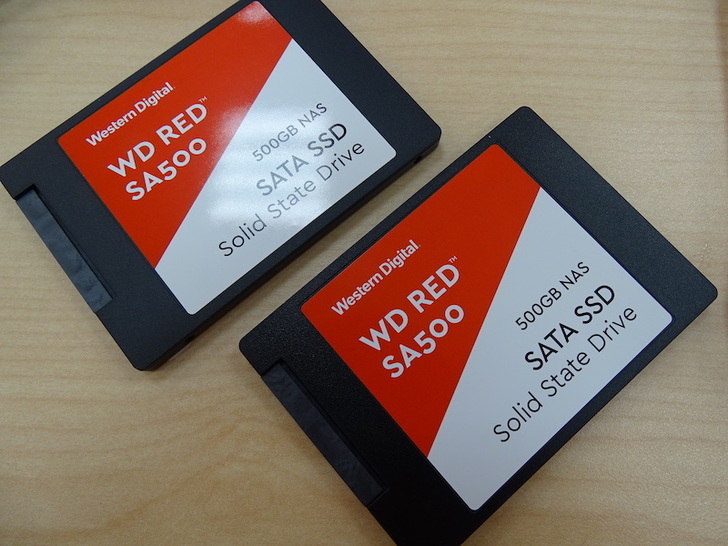 Western Digital.
WD RED™
SA500
500GB NAS
SATA SSD
Solid State Drive
Western Digital.
WD RED™
SA500
500GB NAS
SATA SSD
Solid State Drive